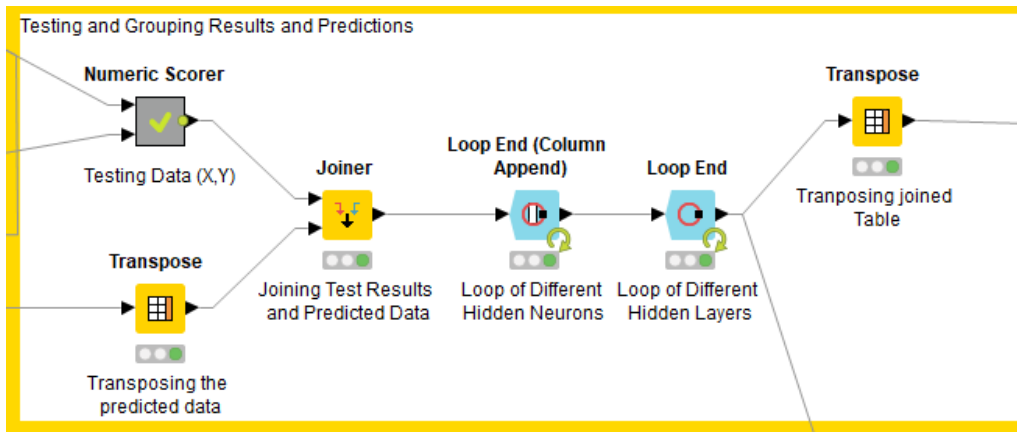 Testing and Grouping Results and Predictions
Numeric Scorer
Testing Data (X,Y)
Transpose
Transposing the
predicted data
Joiner
Joining Test Results
and Predicted Data
Loop End (Column
Append)
Loop of Different
Hidden Neurons
Loop End
Loop of Different
Hidden Layers
Transpose
Tranposing joined
Table